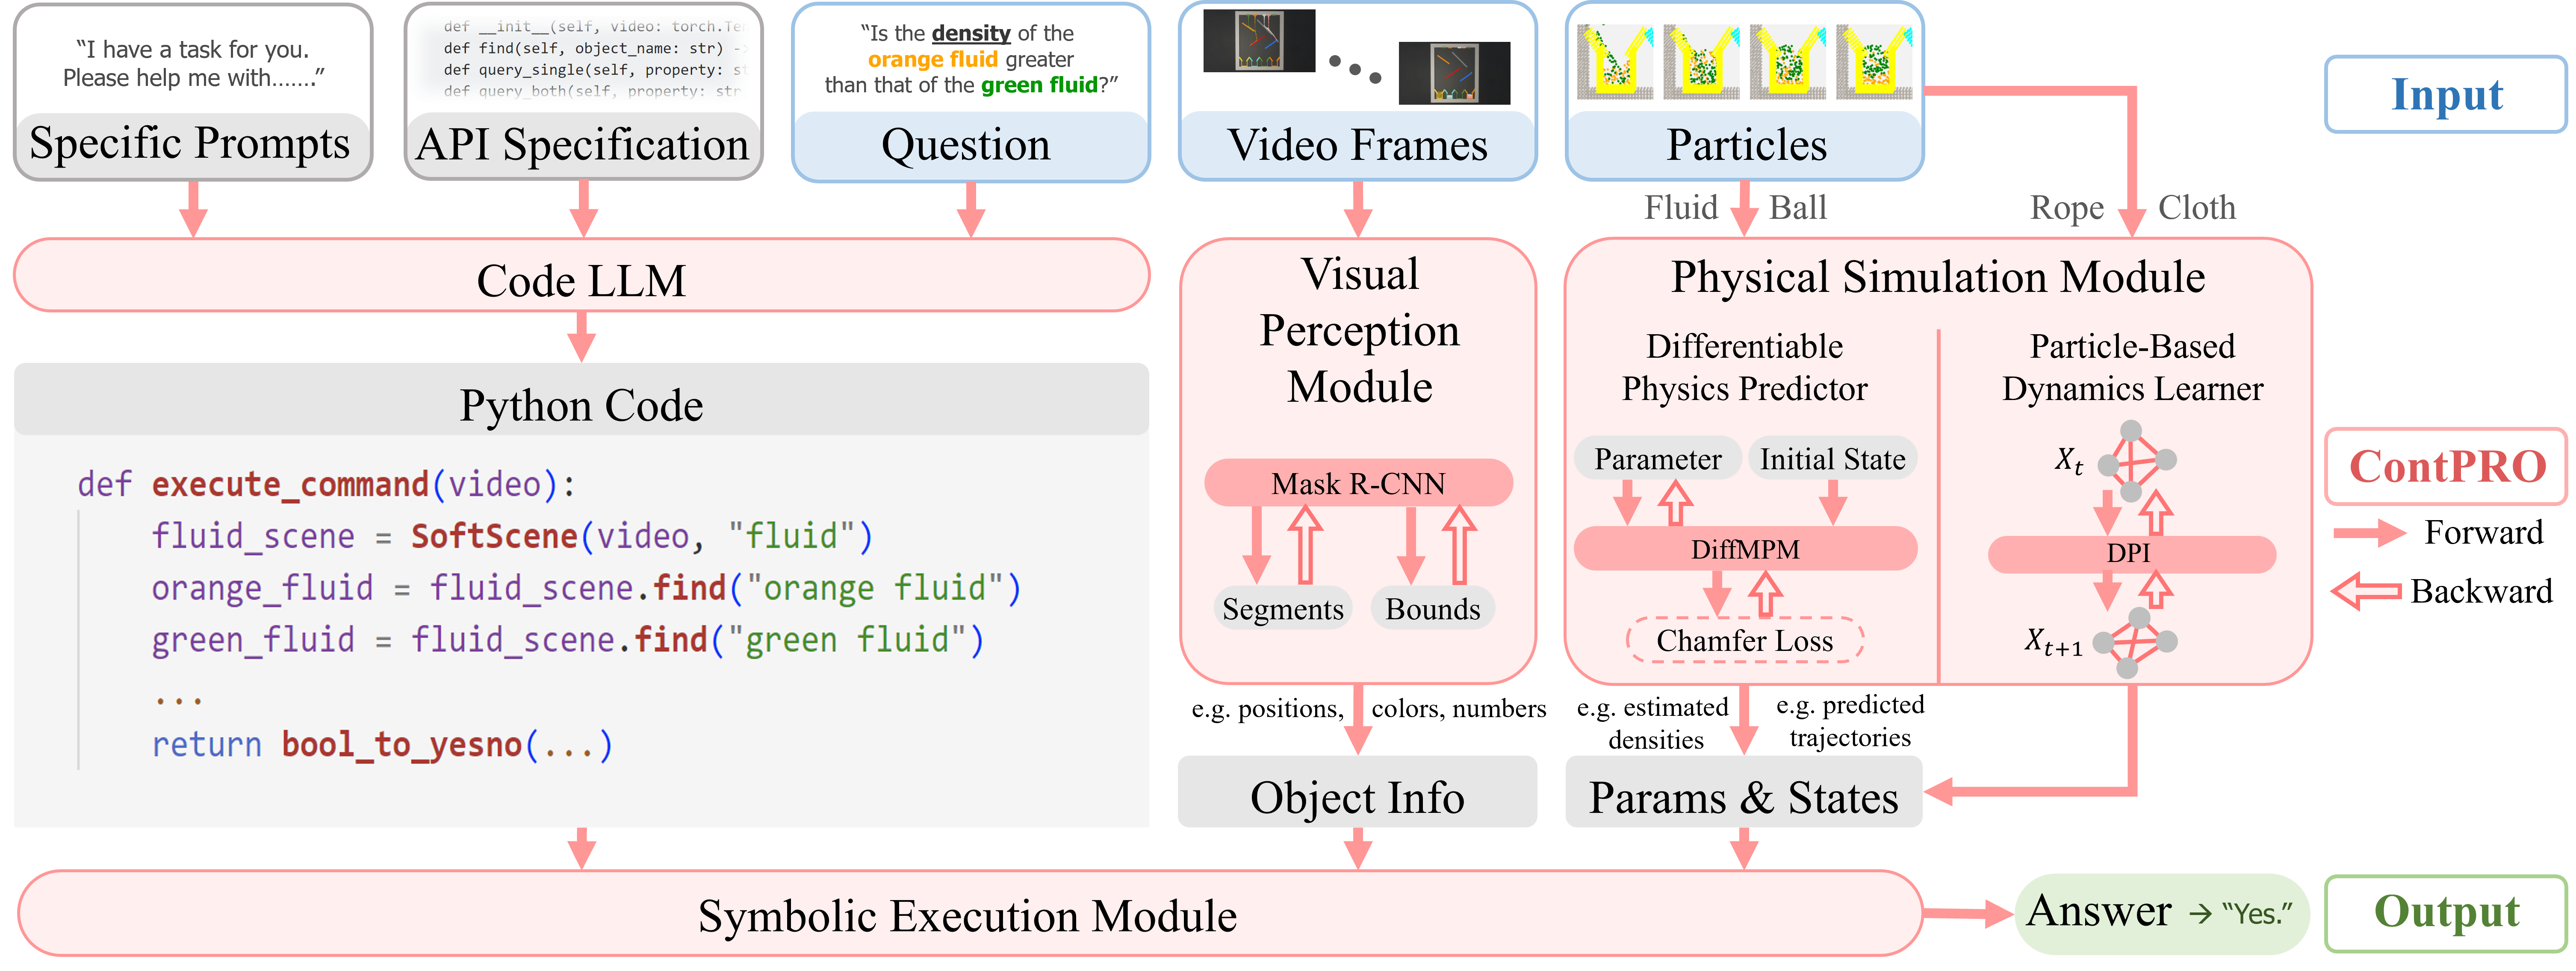 “I have a task for you.
Please help me with.......”
Specific Prompts
def __init__(self, video: torch.Te
def find(self, object_name: str) -
def query_single(self, property: st
def query_both(self, property: str
API Specification
“Is the density of the
orange fluid greater
than that of the green fluid?”
Question
Video Frames
Particles
Input
Fluid
Ball
Rope
Cloth
Code LLM
Python Code
def execute_command(video):
fluid_scene = SoftScene(video, "fluid")
orange_fluid = fluid_scene.find("orange fluid")
green_fluid = fluid_scene.find("green fluid")
...
return bool_to_yesno(...)
Visual
Perception
Module
Mask R-CNN
Segments
Bounds
e.g. positions, colors, numbers
Object Info
Physical Simulation Module
Differentiable
Physics Predictor
Parameter
Initial State
DiffMPM
Chamfer Loss
Particle-Based
Dynamics Learner
X_t
DPI
X_{t+1}
e.g. estimated
densities
e.g. predicted
trajectories
Params & States
ContPRO
Forward
Backward
Symbolic Execution Module
Answer → “Yes.”
Output